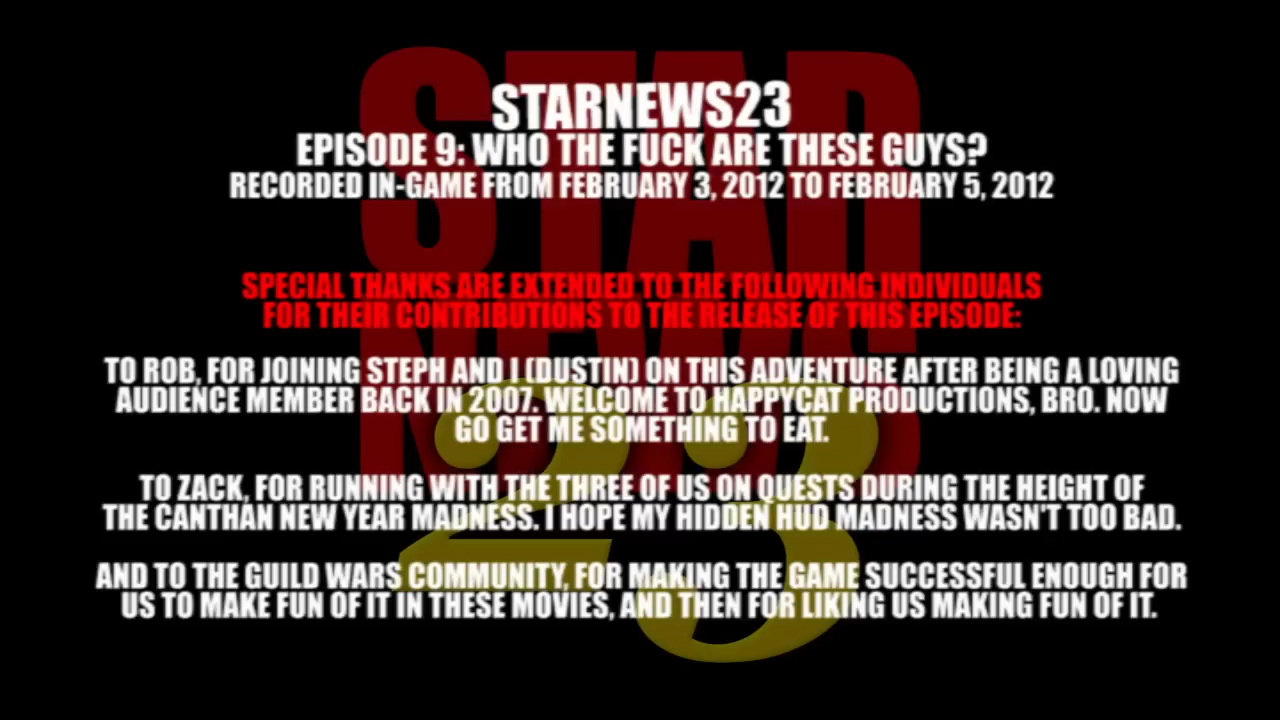 STARNEWS23
EPISODE 9: WHO THE FUCK ARE THESE GUYS?
RECORDED IN-GAME FROM FEBRUARY 3, 2012 TO FEBRUARY 5, 2012
SPECIAL THANKS ARE EXTENDED TO THE FOLLOWING INDIVIDUALS
FOR THEIR CONTRIBUTIONS TO THE RELEASE OF THIS EPISODE:
TO ROB, FOR JOINING STEPH AND I (DUSTIN) ON THIS ADVENTURE AFTER BEING A LOVING
AUDIENCE MEMBER BACK IN 2007. WELCOME TO HAPPYCAT PRODUCTIONS, BRO. NOW
GO GET ME SOMETHING TO EAT.
TO ZACK, FOR RUNNING WITH THE THREE OF US ON QUESTS DURING THE HEIGHT OF
THE CANTHAN NEW YEAR MADNESS. I HOPE MY HIDDEN HUD MADNESS WASN'T TOO BAD.
AND TO THE GUILD WARS COMMUNITY, FOR MAKING THE GAME SUCCESSFUL ENOUGH FOR
US TO MAKE FUN OF IT IN THESE MOVIES, AND THEN FOR LIKING US MAKING FUN OF IT.
STAR
NEWS
23